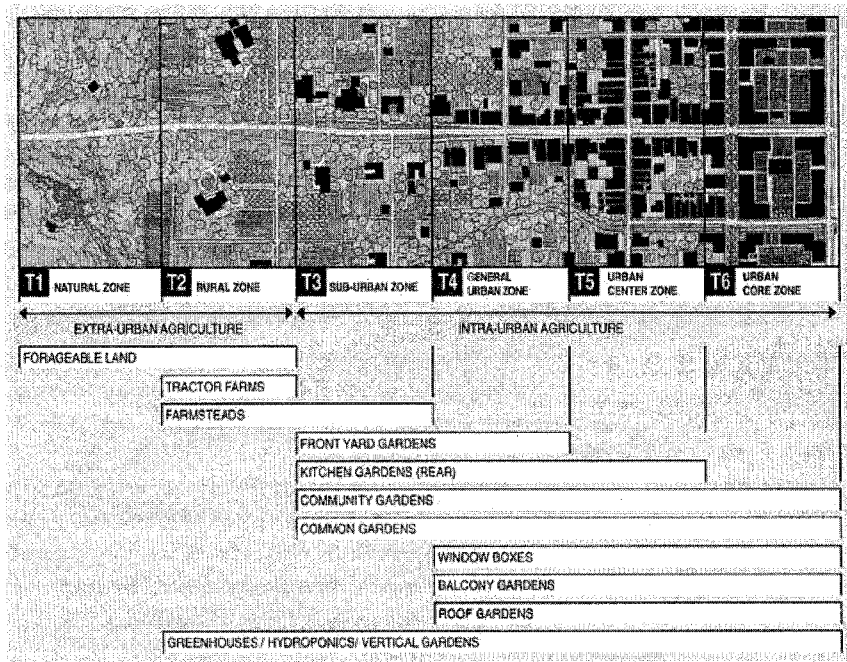 T1 NATURAL ZONE
T2 RURAL ZONE
T3 SUB-URBAN ZONE
T4 GENERAL URBAN ZONE
T5 URBAN CENTER ZONE
T6 URBAN CORE ZONE
EXTRA-URBAN AGRICULTURE
INTRA-URBAN AGRICULTURE
FORAGEABLE LAND
TRACTOR FARMS
FARMSTEADS
FRONT YARD GARDENS
KITCHEN GARDENS (REAR)
COMMUNITY GARDENS
COMMON GARDENS
WINDOW BOXES
BALCONY GARDENS
ROOF GARDENS
GREENHOUSES / HYDROPONICS/ VERTICAL GARDENS